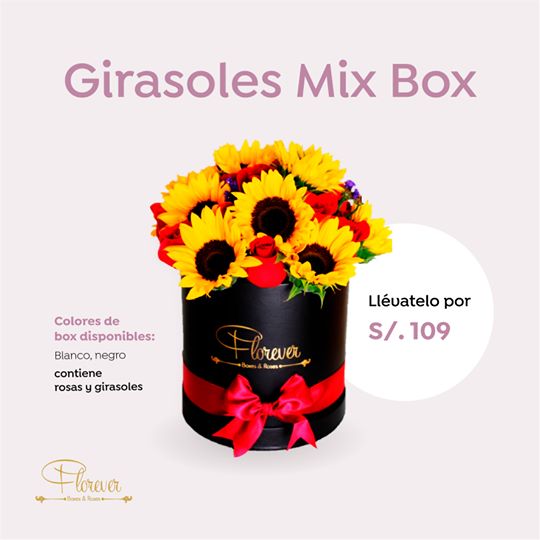 Girasoles Mix Box
Llévatelo por
S/. 109
Colores de
box disponibles:
Blanco, negro
contiene
rosas y girasoles
Florever
Boxes & Roses
Florever
Boxes & Roses